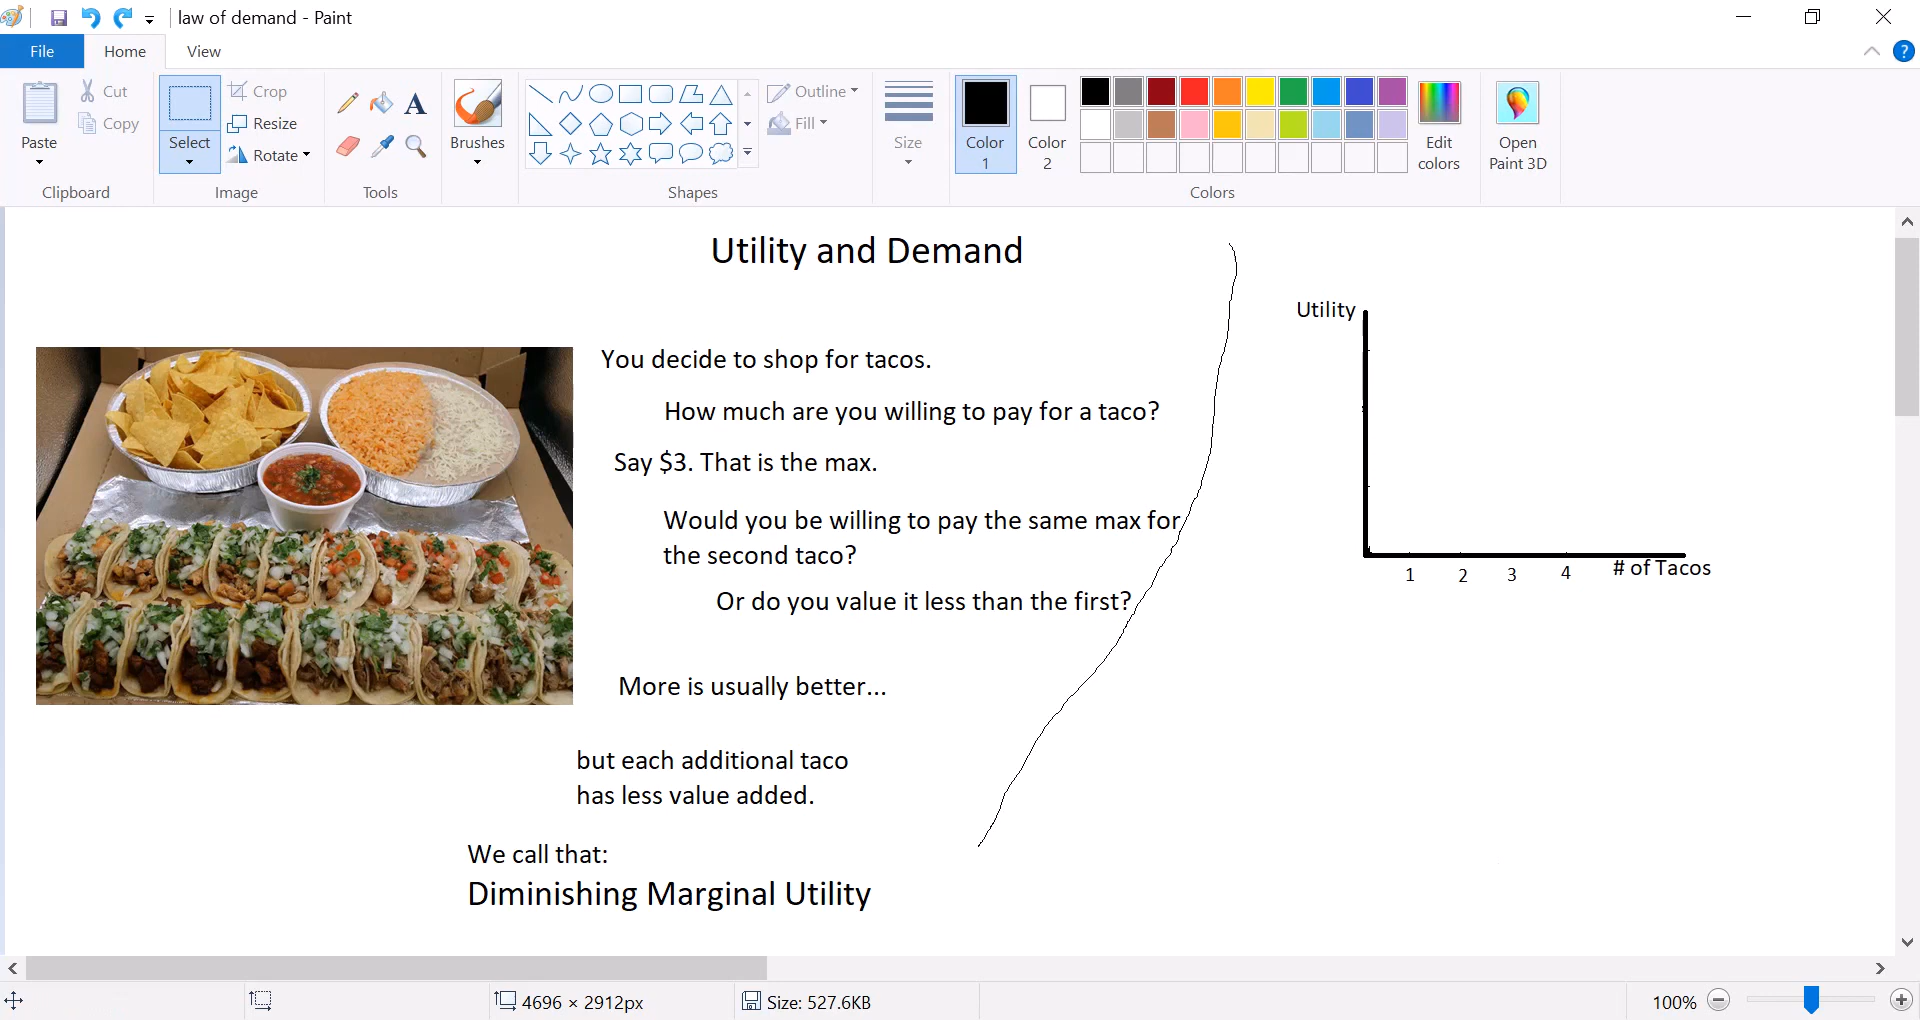 law of demand - Paint
File
Home
View
Paste
Cut
Copy
Clipboard
Select
Crop
Resize
Rotate
Image
A
Tools
Brushes
Outline
Fill
Shapes
Size
Color
1
Color
2
Edit
colors
Open
Paint 3D
Colors
?
Utility and Demand
You decide to shop for tacos.
How much are you willing to pay for a taco?
Say $3. That is the max.
Would you be willing to pay the same max for
the second taco?
Or do you value it less than the first?
More is usually better...
but each additional taco
has less value added.
We call that:
Diminishing Marginal Utility
Utility
1 2 3 4 # of Tacos
4696 × 2912px
Size: 527.6KB
100%